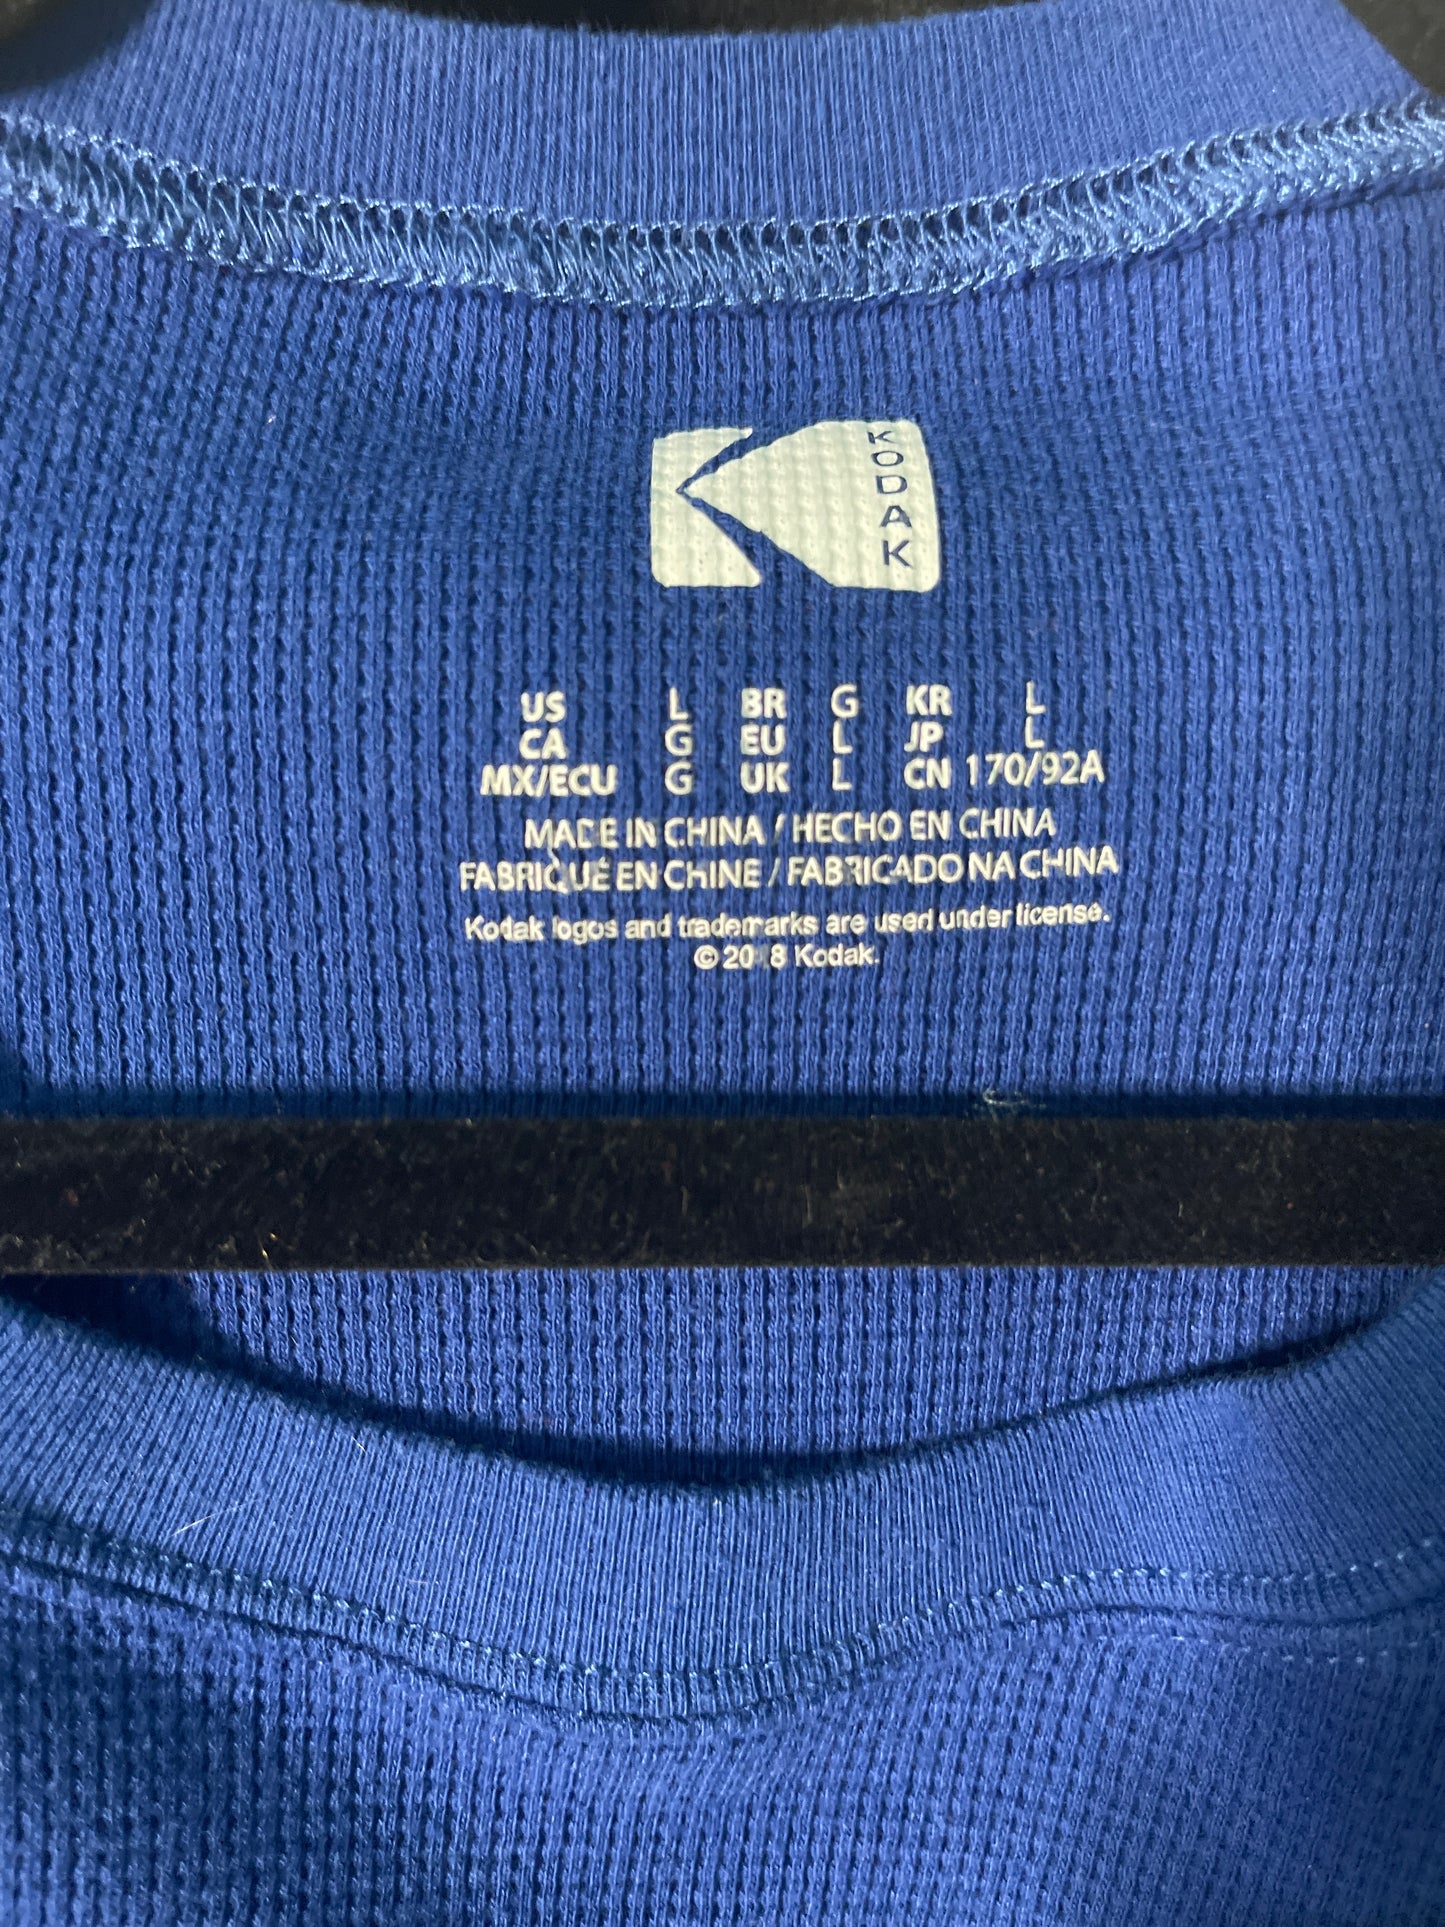 KODAK
US L BR G KR L
CA G EU L JP L
MX/ECU G UK L CN 170/92A
MADE IN CHINA / HECHO EN CHINA
FABRIQUÉ EN CHINE / FABRICADO NA CHINA
Kodak logos and trademarks are used under license.
© 2018 Kodak.